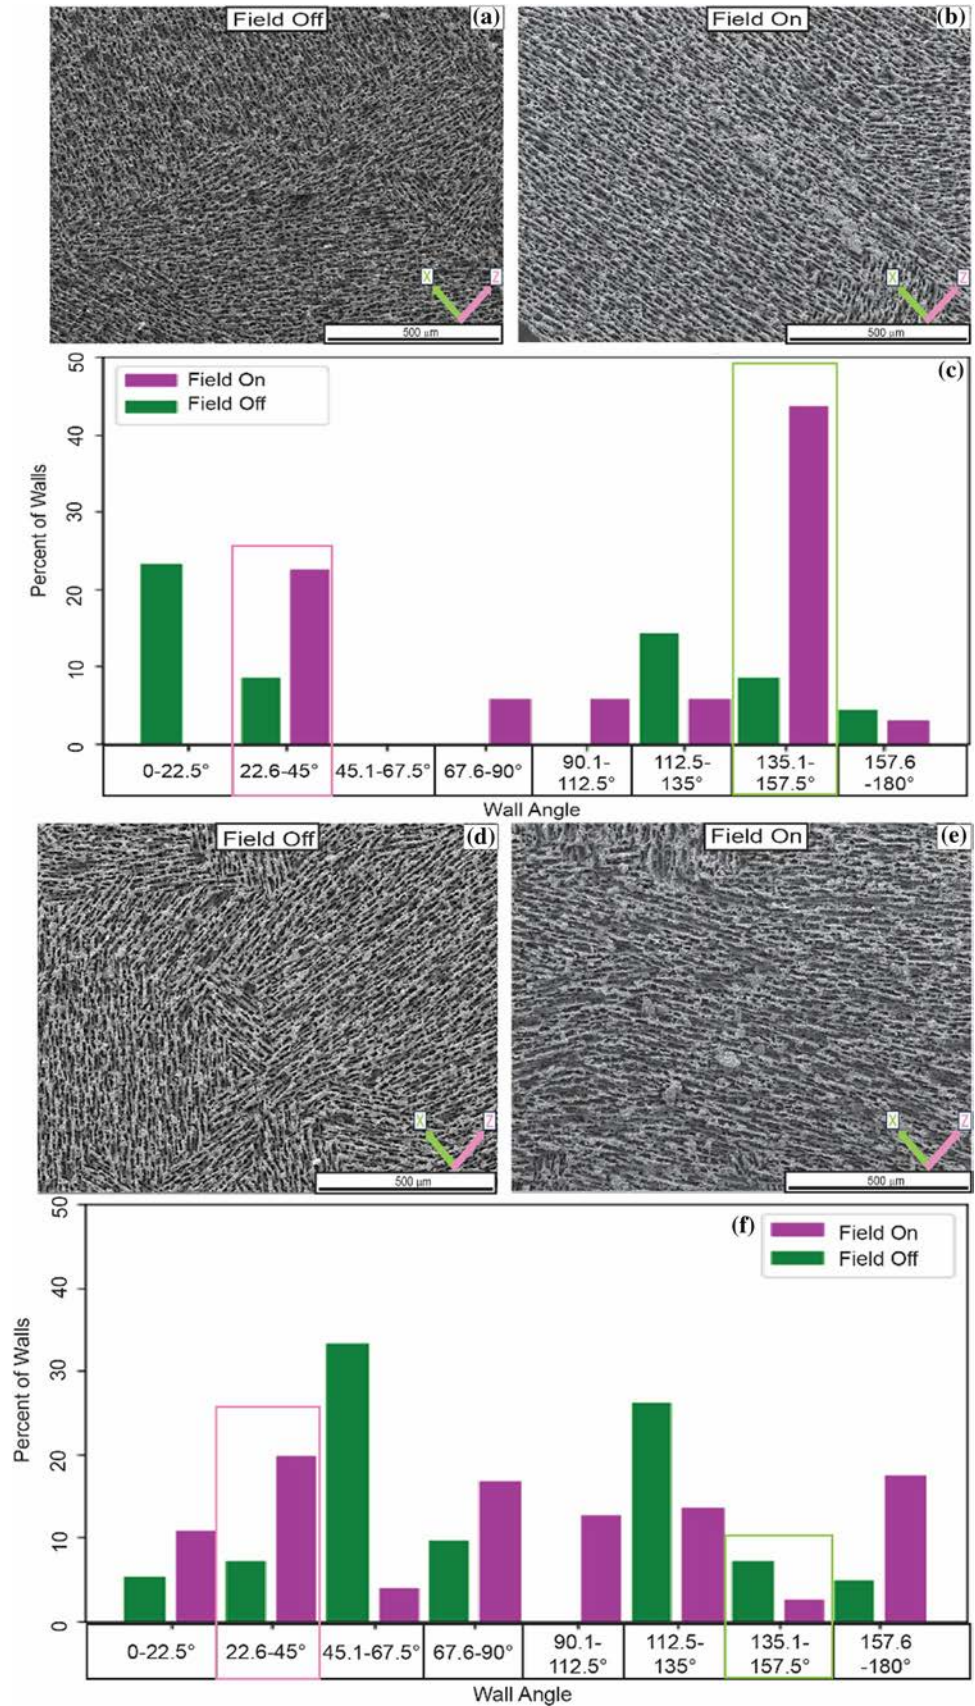 Field Off (a)
X Z
500 μm
Field On (b)
X Z
500 μm
(c)
Field On
Field Off
Percent of Walls
50
40
30
20
10
0
0-22.5° 22.6-45° 45.1-67.5° 67.6-90° 90.1-112.5° 112.5-135° 135.1-157.5° 157.6-180°
Wall Angle
Field Off (d)
X Z
500 μm
Field On (e)
X Z
500 μm
(f)
Field On
Field Off
Percent of Walls
50
40
30
20
10
0
0-22.5° 22.6-45° 45.1-67.5° 67.6-90° 90.1-112.5° 112.5-135° 135.1-157.5° 157.6-180°
Wall Angle